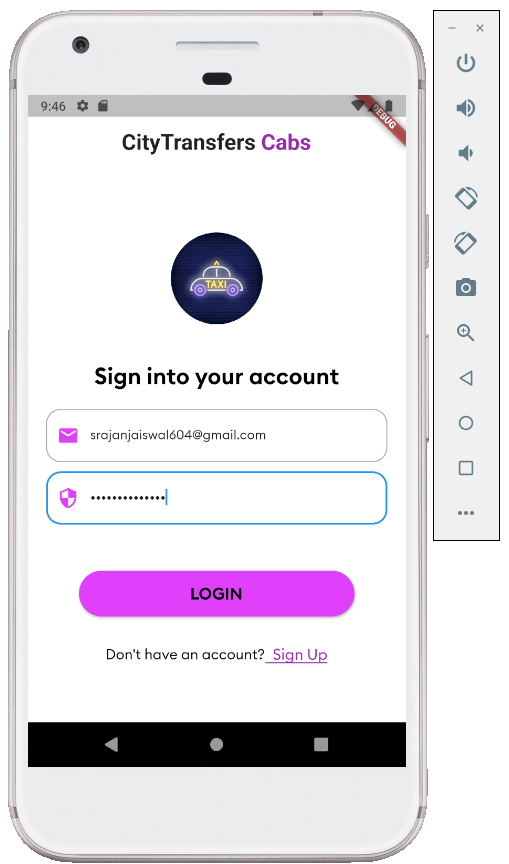 9:46
DEBUG
CityTransfers Cabs
TAXI
Sign into your account
srajanjaiswal604@gmail.com
••••••••••••••
LOGIN
Don't have an account? Sign Up